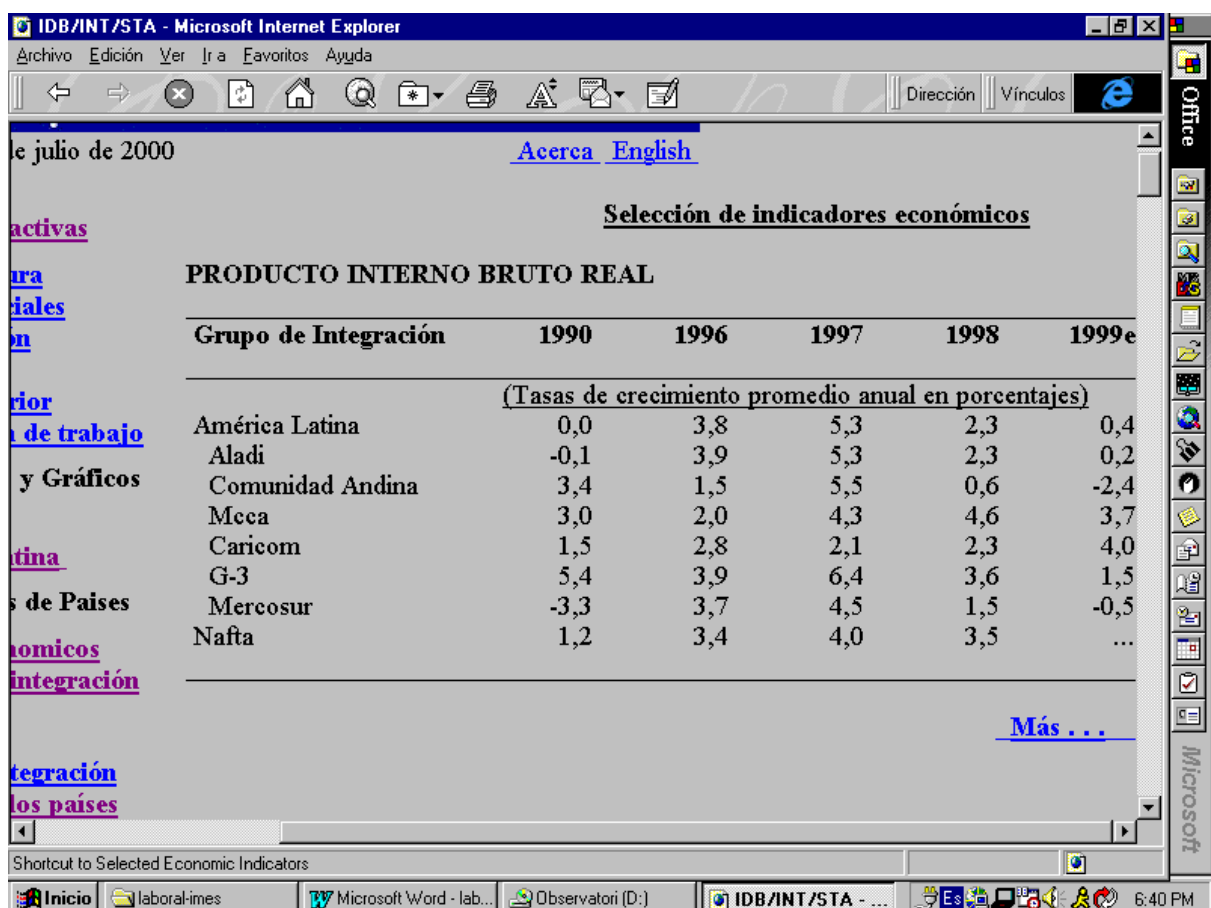 IDB/INT/STA - Microsoft Internet Explorer
Archivo Edición Ver Ir a Favoritos Ayuda
Dirección Vínculos
Office
de julio de 2000 Acerca English
activas
Selección de indicadores económicos
ura
PRODUCTO INTERNO BRUTO REAL
ciales
ón
Grupo de Integración 1990 1996 1997 1998 1999e
(Tasas de crecimiento promedio anual en porcentajes)
rior
n de trabajo
América Latina 0,0 3,8 5,3 2,3 0,4
Aladi -0,1 3,9 5,3 2,3 0,2
y Gráficos
Comunidad Andina 3,4 1,5 5,5 0,6 -2,4
Mcca 3,0 2,0 4,3 4,6 3,7
Caricom 1,5 2,8 2,1 2,3 4,0
atina
G-3 5,4 3,9 6,4 3,6 1,5
s de Paises
Mercosur -3,3 3,7 4,5 1,5 -0,5
Nafta 1,2 3,4 4,0 3,5 ...
nomicos
integración
Más . . .
tegración
los países
Microsoft
Shortcut to Selected Economic Indicators
Inicio laboral-imes Microsoft Word - lab... Observatori (D:) IDB/INT/STA - ... Es 6:40 PM